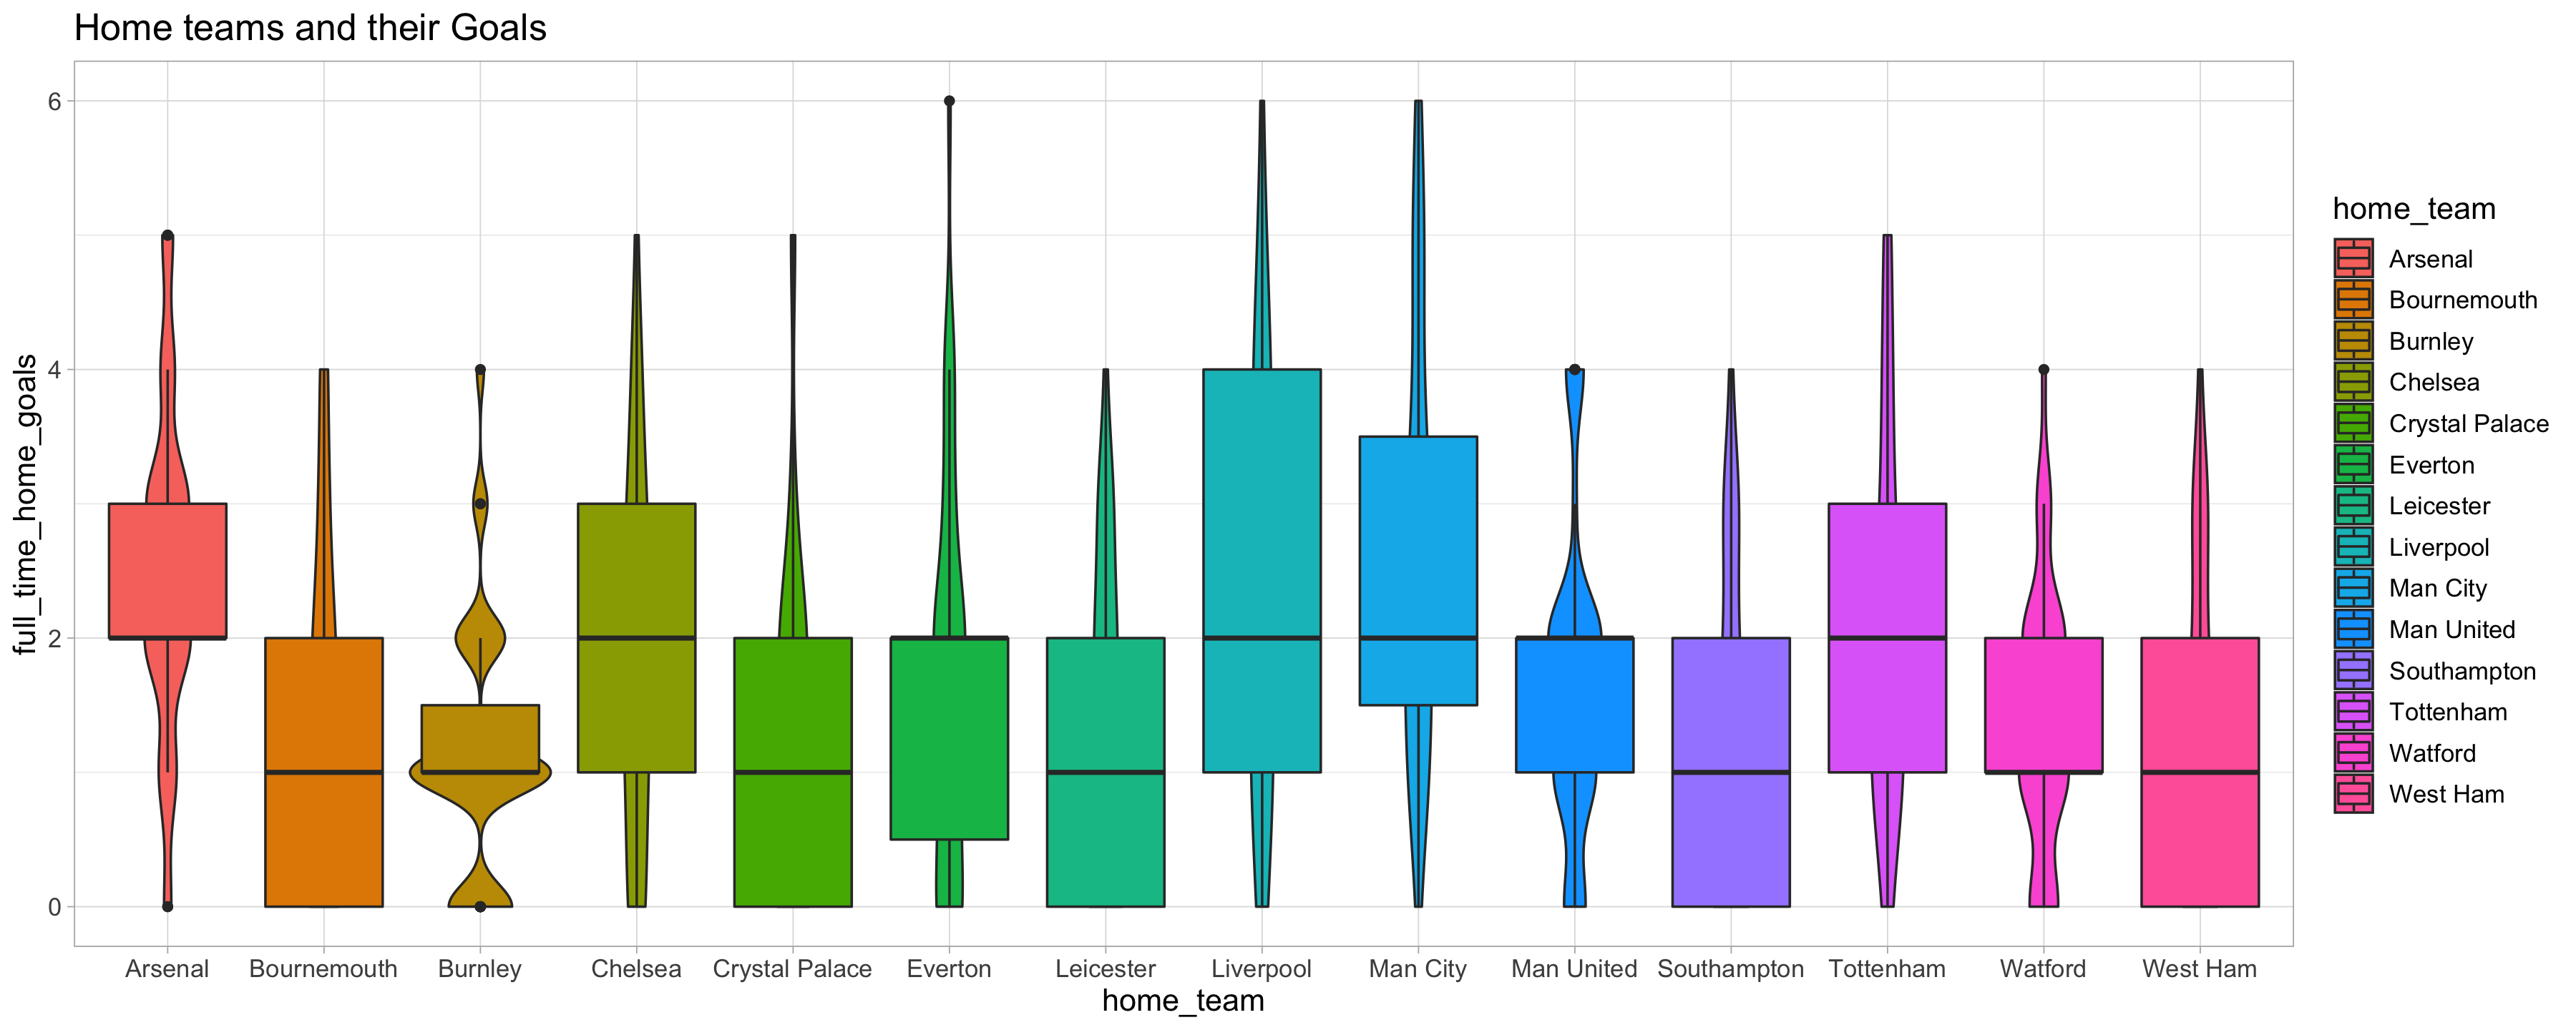 Home teams and their Goals
full_time_home_goals
6
4
2
0
Arsenal Bournemouth Burnley Chelsea Crystal Palace Everton Leicester Liverpool Man City Man United Southampton Tottenham Watford West Ham
home_team
home_team
Arsenal
Bournemouth
Burnley
Chelsea
Crystal Palace
Everton
Leicester
Liverpool
Man City
Man United
Southampton
Tottenham
Watford
West Ham